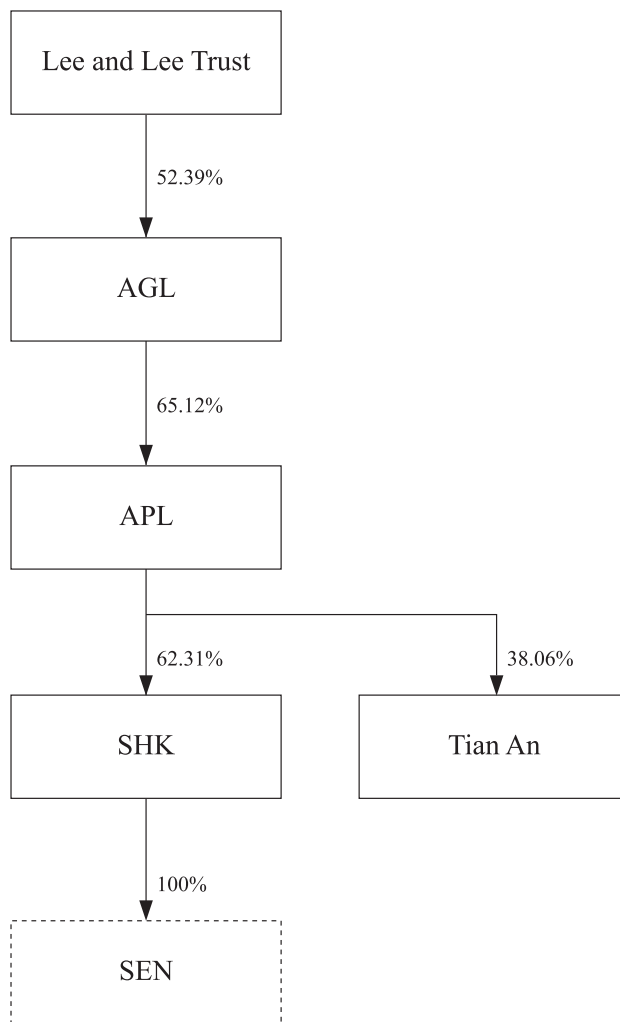 Lee and Lee Trust
52.39%
AGL
65.12%
APL
62.31%
38.06%
SHK
Tian An
100%
SEN